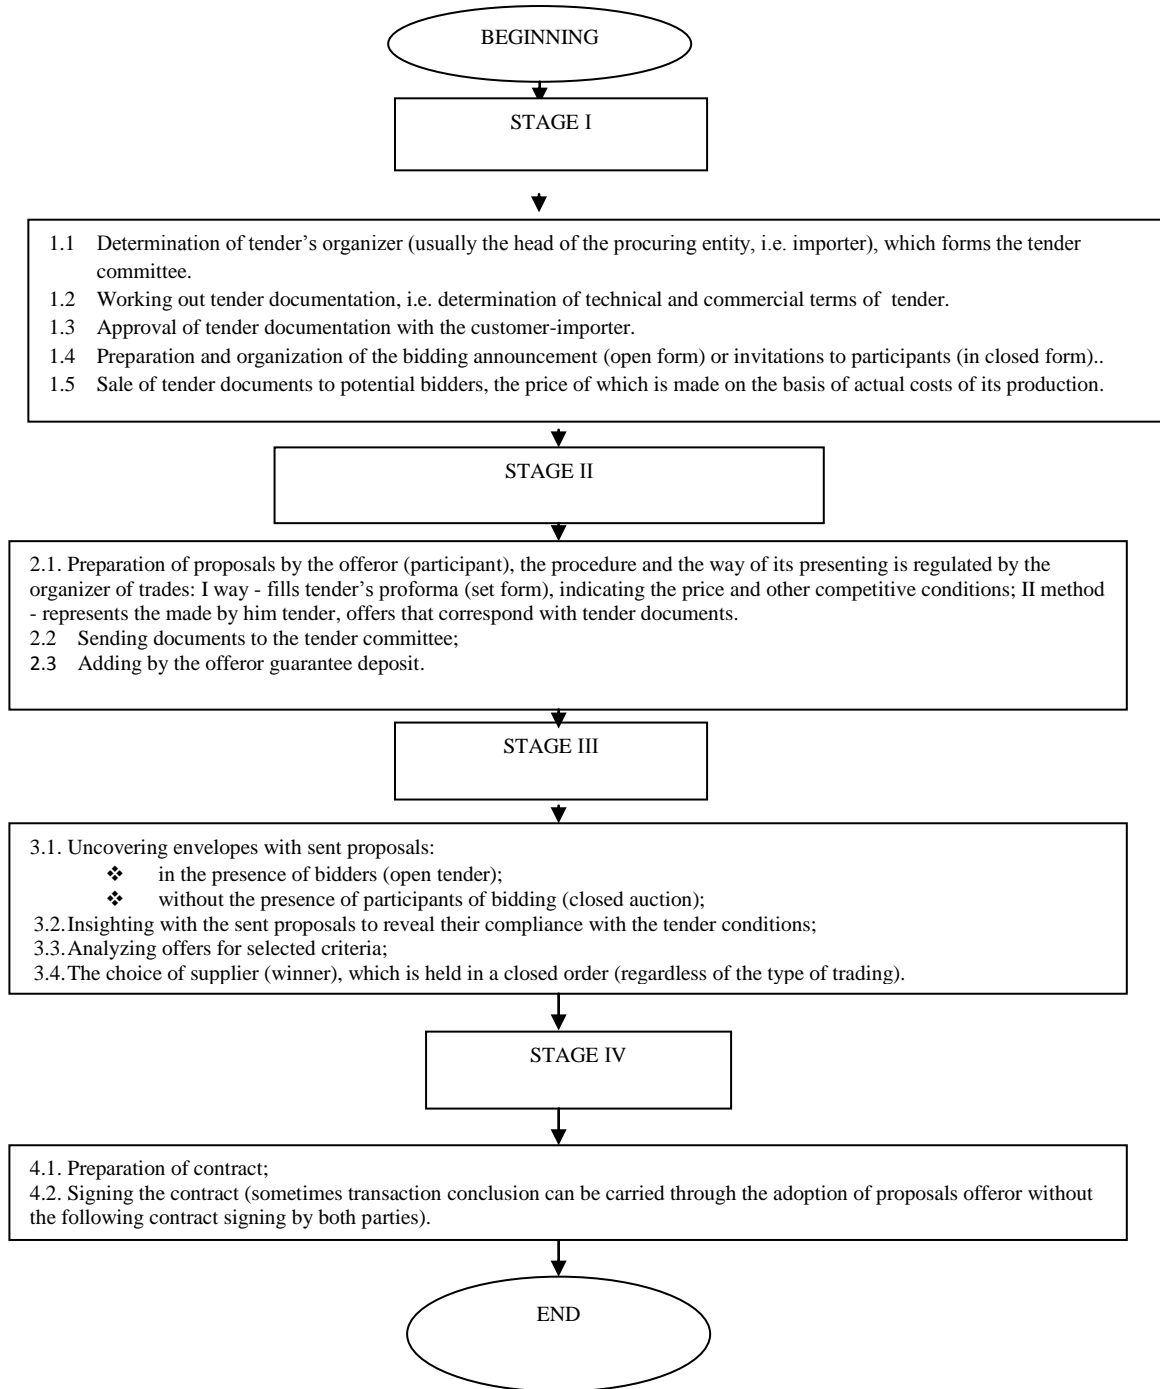 BEGINNING
STAGE I
1.1 Determination of tender’s organizer (usually the head of the procuring entity, i.e. importer), which forms the tender
committee.
1.2 Working out tender documentation, i.e. determination of technical and commercial terms of tender.
1.3 Approval of tender documentation with the customer-importer.
1.4 Preparation and organization of the bidding announcement (open form) or invitations to participants (in closed form)..
1.5 Sale of tender documents to potential bidders, the price of which is made on the basis of actual costs of its production.
STAGE II
2.1. Preparation of proposals by the offeror (participant), the procedure and the way of its presenting is regulated by the
organizer of trades: I way - fills tender’s proforma (set form), indicating the price and other competitive conditions; II method
- represents the made by him tender, offers that correspond with tender documents.
2.2 Sending documents to the tender committee;
2.3 Adding by the offeror guarantee deposit.
STAGE III
3.1. Uncovering envelopes with sent proposals:
❖ in the presence of bidders (open tender);
❖ without the presence of participants of bidding (closed auction);
3.2. Insighting with the sent proposals to reveal their compliance with the tender conditions;
3.3. Analyzing offers for selected criteria;
3.4. The choice of supplier (winner), which is held in a closed order (regardless of the type of trading).
STAGE IV
4.1. Preparation of contract;
4.2. Signing the contract (sometimes transaction conclusion can be carried through the adoption of proposals offeror without
the following contract signing by both parties).
END